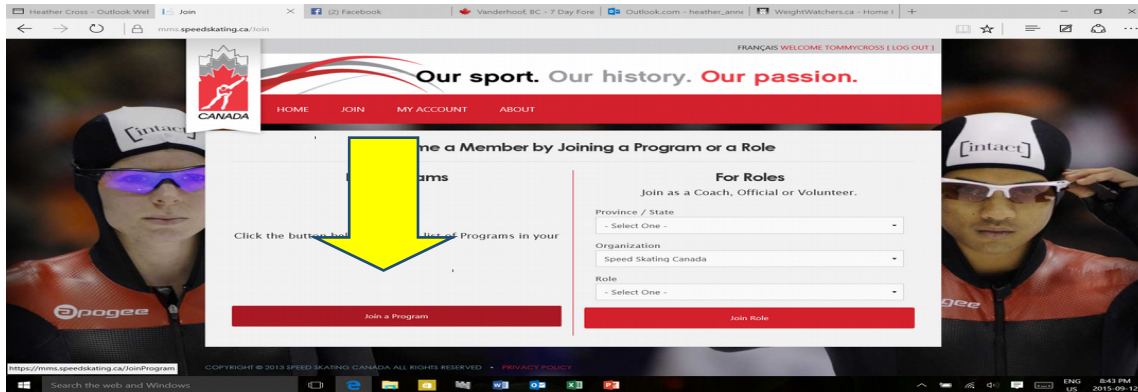 Heather Cross - Outlook Wel
Join
(2) Facebook
Vanderhoof, BC - 7 Day Fore
Outlook.com - heather_anne
WeightWatchers.ca - Home
mms.speedskating.ca/Join
FRANÇAIS WELCOME TOMMYCROSS [ LOG OUT ]
Our sport. Our history. Our passion.
CANADA
HOME JOIN MY ACCOUNT ABOUT
me a Member by Joining a Program or a Role
ams
For Roles
Join as a Coach, Official or Volunteer.
Province / State
- Select One -
Click the button list of Programs in your
Organization
Speed Skating Canada
Role
- Select One -
Join a Program
Join Role
[intact]
[intact]
apogee
gee
https://mms.speedskating.ca/JoinProgram
COPYRIGHT © 2013 SPEED SKATING CANADA ALL RIGHTS RESERVED • PRIVACY POLICY
Search the web and Windows
ENG
US
8:43 PM
2015-09-12